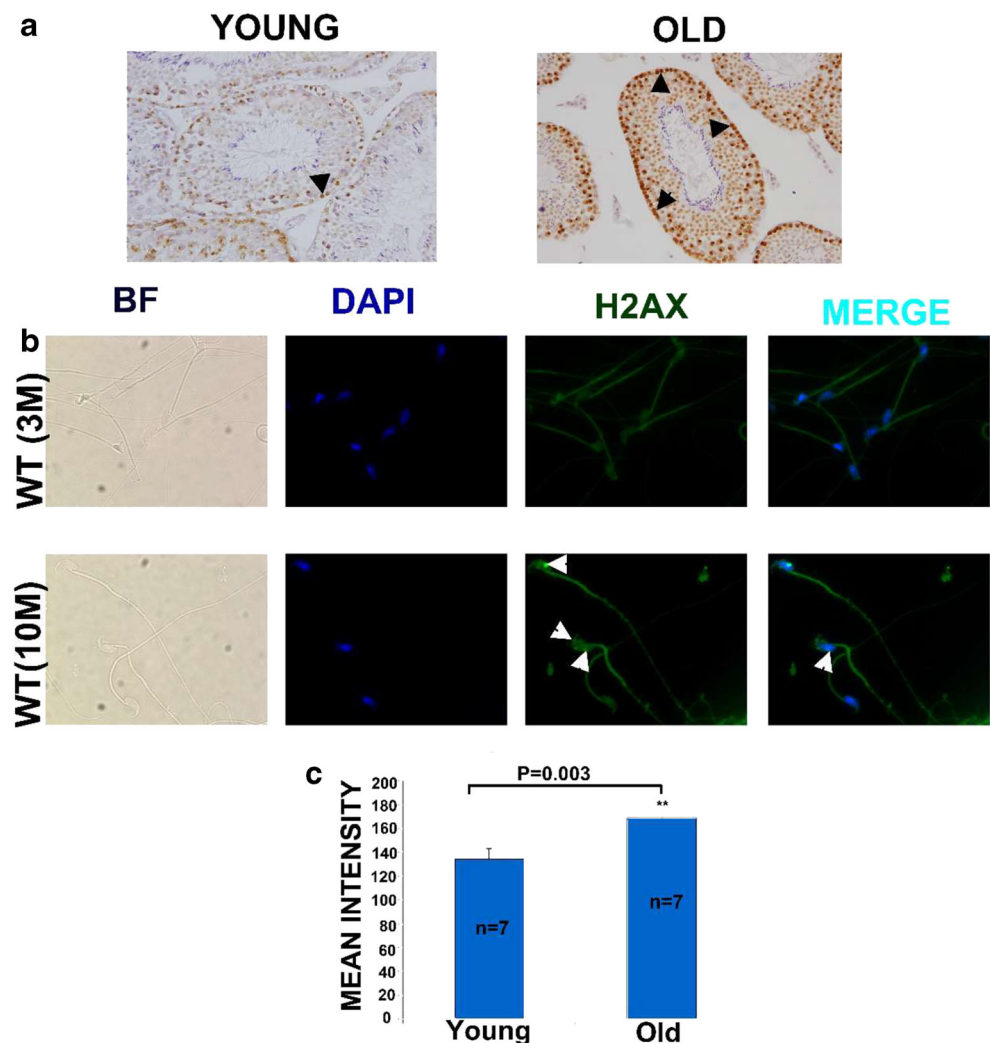 a
YOUNG
OLD
BF
DAPI
H2AX
MERGE
b
WT (3M)
WT(10M)
c
P=0.003
**
MEAN INTENSITY
200
180
160
140
120
100
80
60
40
20
0
n=7
n=7
Young
Old